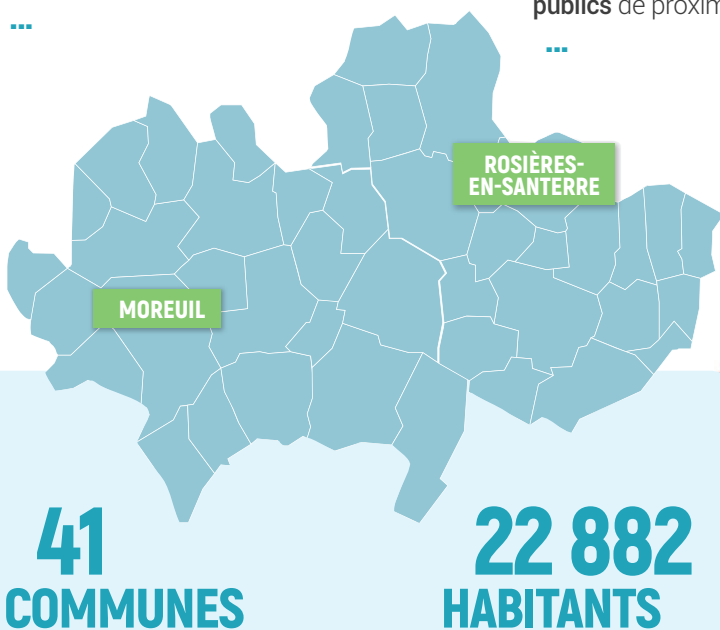 publics de proxim
...
...
ROSIÈRES-
EN-SANTERRE
MOREUIL
41
COMMUNES
22 882
HABITANTS